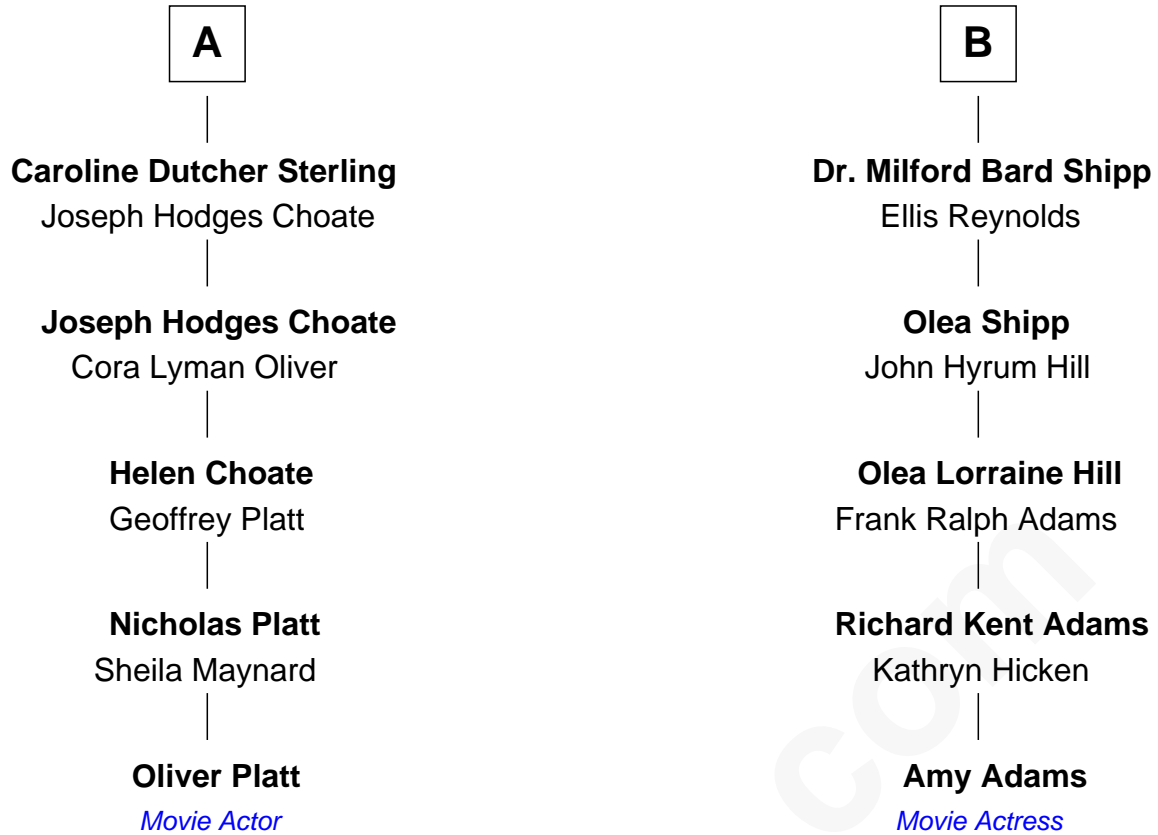 A
Caroline Dutcher Sterling
Joseph Hodges Choate
Joseph Hodges Choate
Cora Lyman Oliver
Helen Choate
Geoffrey Platt
Nicholas Platt
Sheila Maynard
Oliver Platt
Movie Actor
B
Dr. Milford Bard Shipp
Ellis Reynolds
Olea Shipp
John Hyrum Hill
Olea Lorraine Hill
Frank Ralph Adams
Richard Kent Adams
Kathryn Hicken
Amy Adams
Movie Actress
com